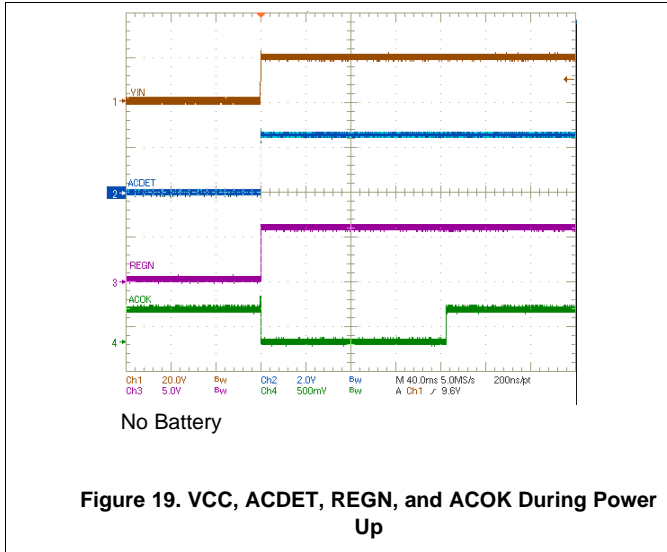 VIN
1
ACDET
2
REGN
3
ACOK
4
Ch1 20.0V Bw Ch2 2.0V Bw M 40.0ms 5.0MS/s 200ns/pt
Ch3 5.0V Bw Ch4 500mV Bw A Ch1 ∕ 9.6V
No Battery
Figure 19. VCC, ACDET, REGN, and ACOK During Power
Up